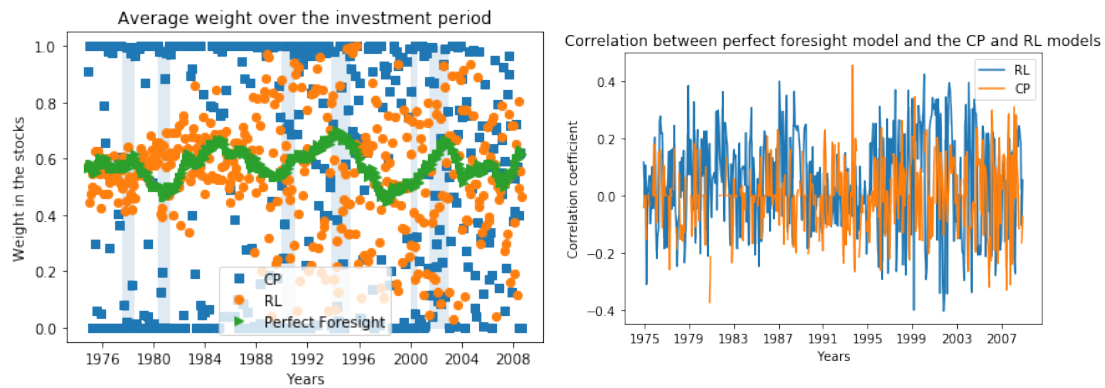 Average weight over the investment period
Weight in the stocks
1.0
0.8
0.6
0.4
0.2
0.0
CP
RL
Perfect Foresight
1976 1980 1984 1988 1992 1996 2000 2004 2008
Years
Correlation between perfect foresight model and the CP and RL models
Correlation coefficient
0.4
0.2
0.0
−0.2
−0.4
RL
CP
1975 1979 1983 1987 1991 1995 1999 2003 2007
Years